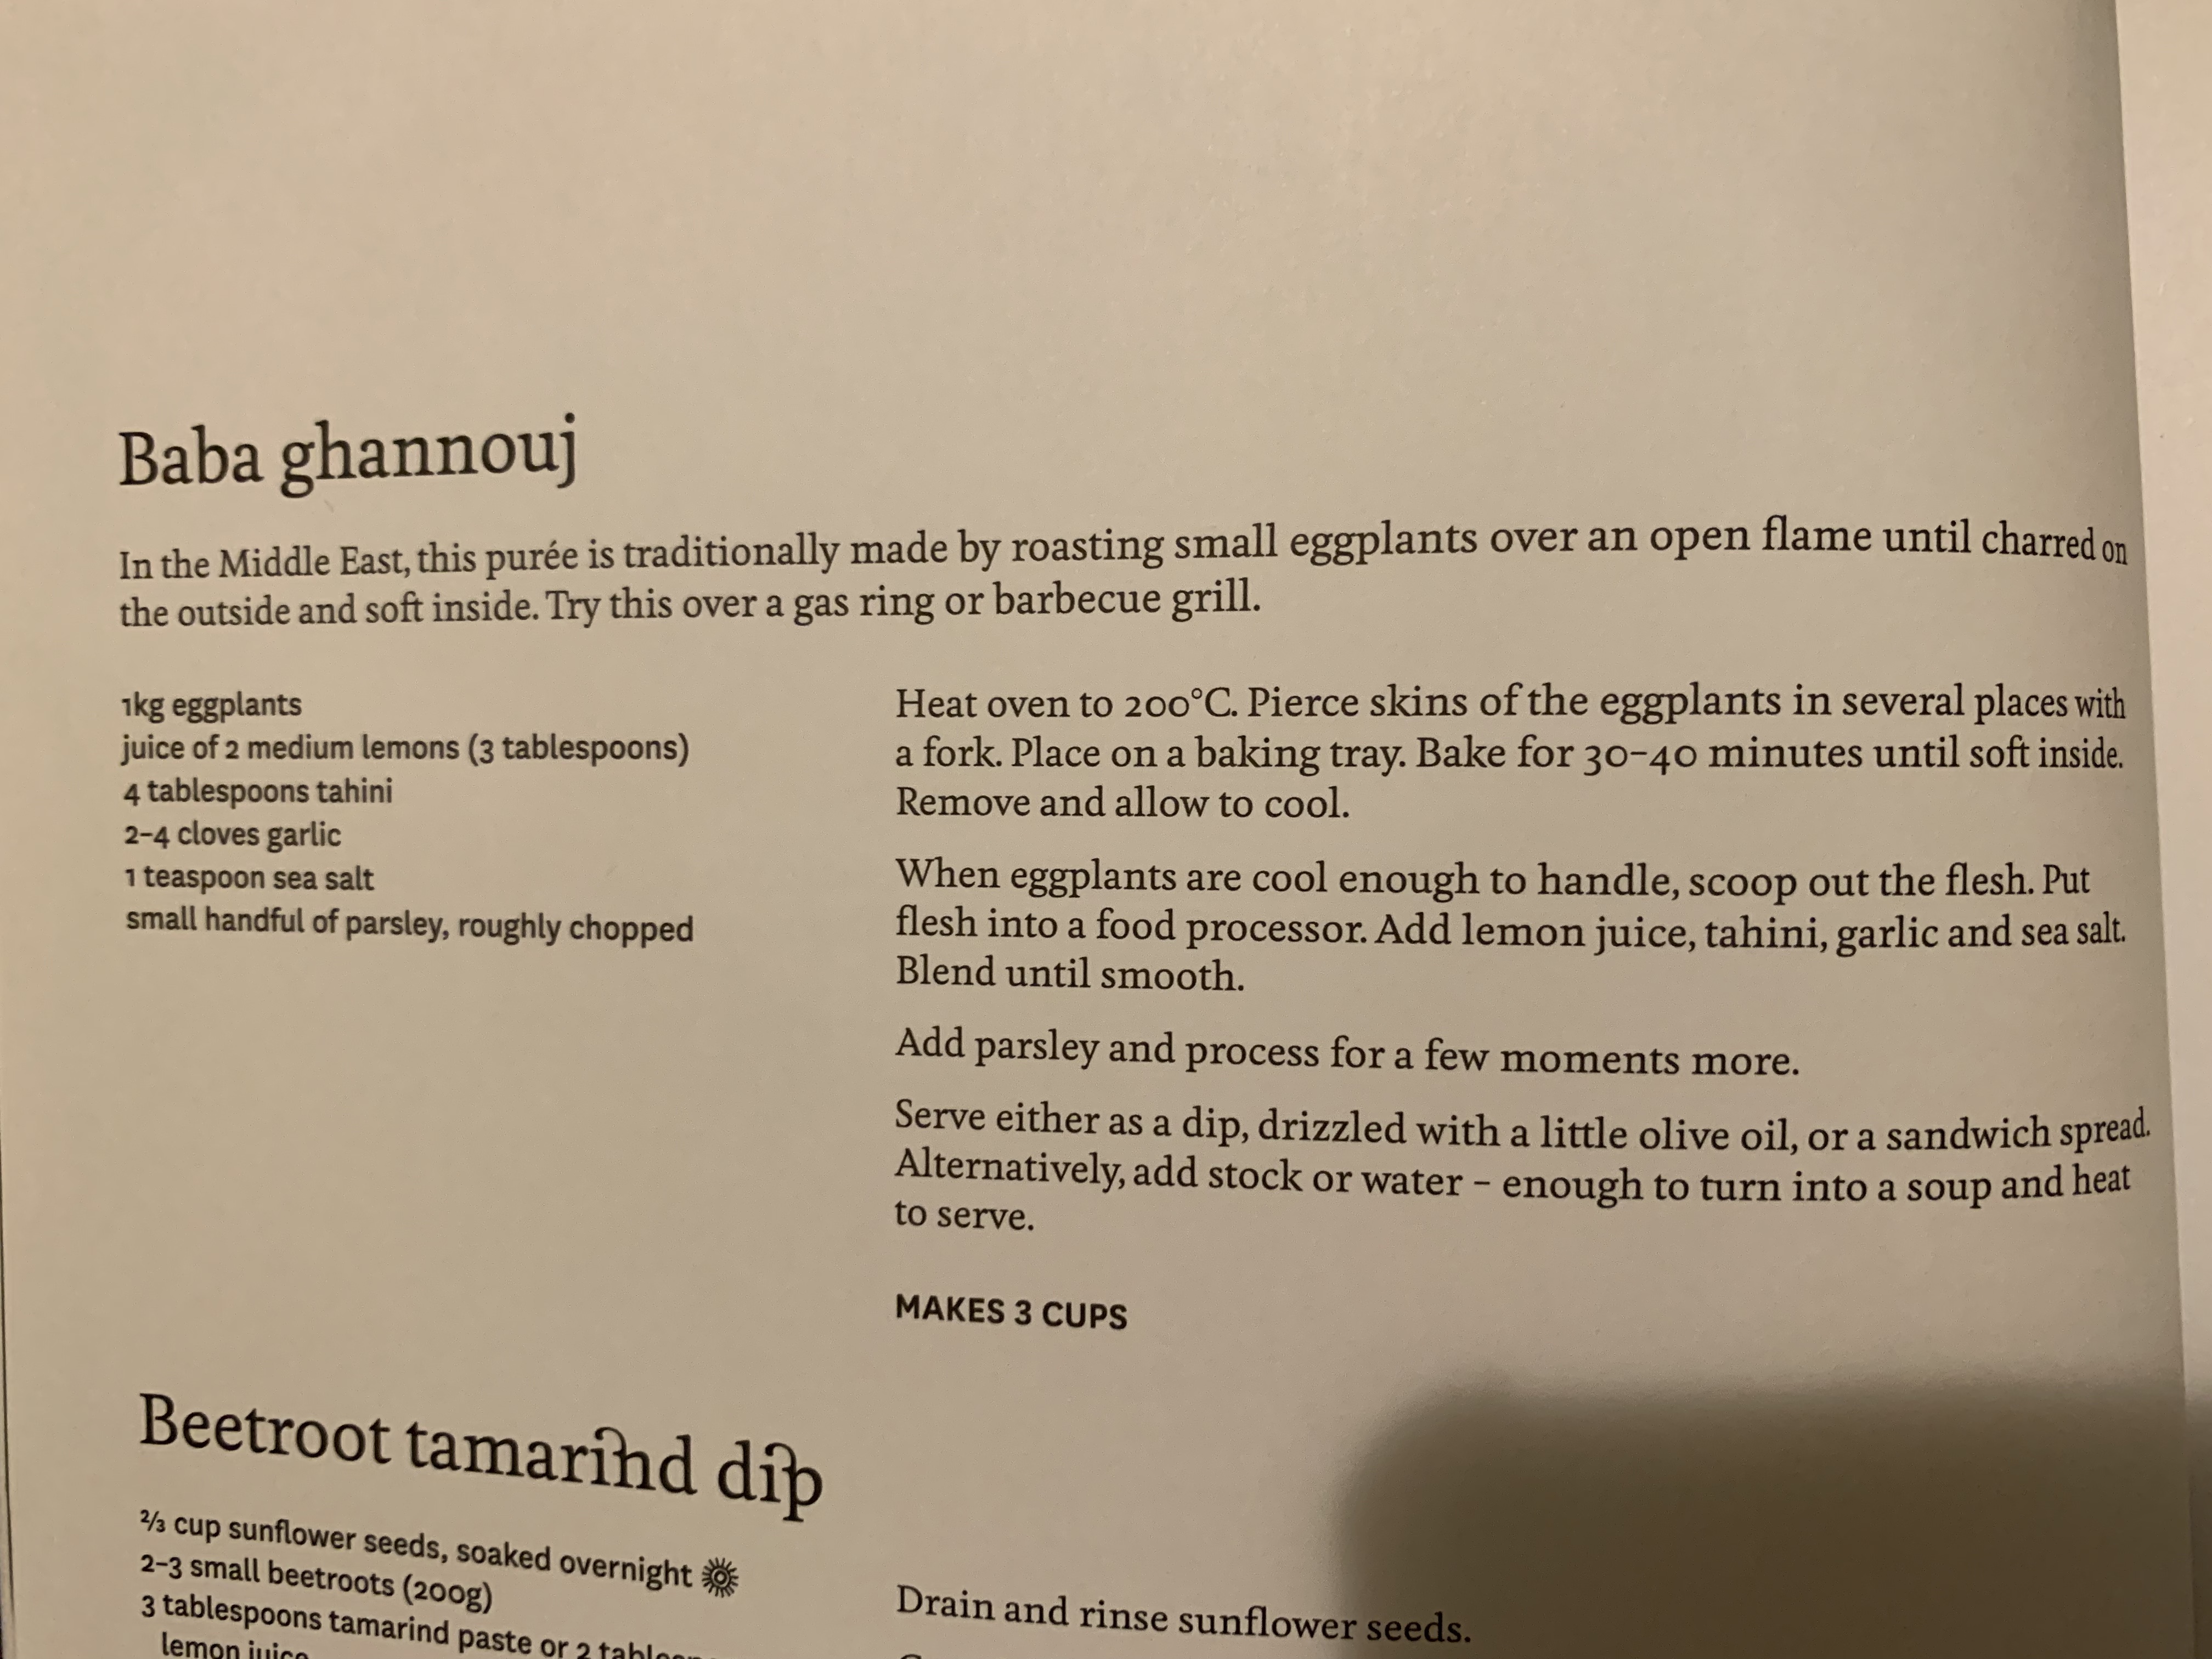 Baba ghannouj
In the Middle East, this purée is traditionally made by roasting small eggplants over an open flame until charred on
the outside and soft inside. Try this over a gas ring or barbecue grill.
1kg eggplants
juice of 2 medium lemons (3 tablespoons)
4 tablespoons tahini
2–4 cloves garlic
1 teaspoon sea salt
small handful of parsley, roughly chopped
Heat oven to 200°C. Pierce skins of the eggplants in several places with
a fork. Place on a baking tray. Bake for 30–40 minutes until soft inside.
Remove and allow to cool.
When eggplants are cool enough to handle, scoop out the flesh. Put
flesh into a food processor. Add lemon juice, tahini, garlic and sea salt.
Blend until smooth.
Add parsley and process for a few moments more.
Serve either as a dip, drizzled with a little olive oil, or a sandwich spread.
Alternatively, add stock or water – enough to turn into a soup and heat
to serve.
MAKES 3 CUPS
Beetroot tamarind dip
⅔ cup sunflower seeds, soaked overnight
2–3 small beetroots (200g)
3 tablespoons tamarind paste or 2
lemon juice
Drain and rinse sunflower seeds.